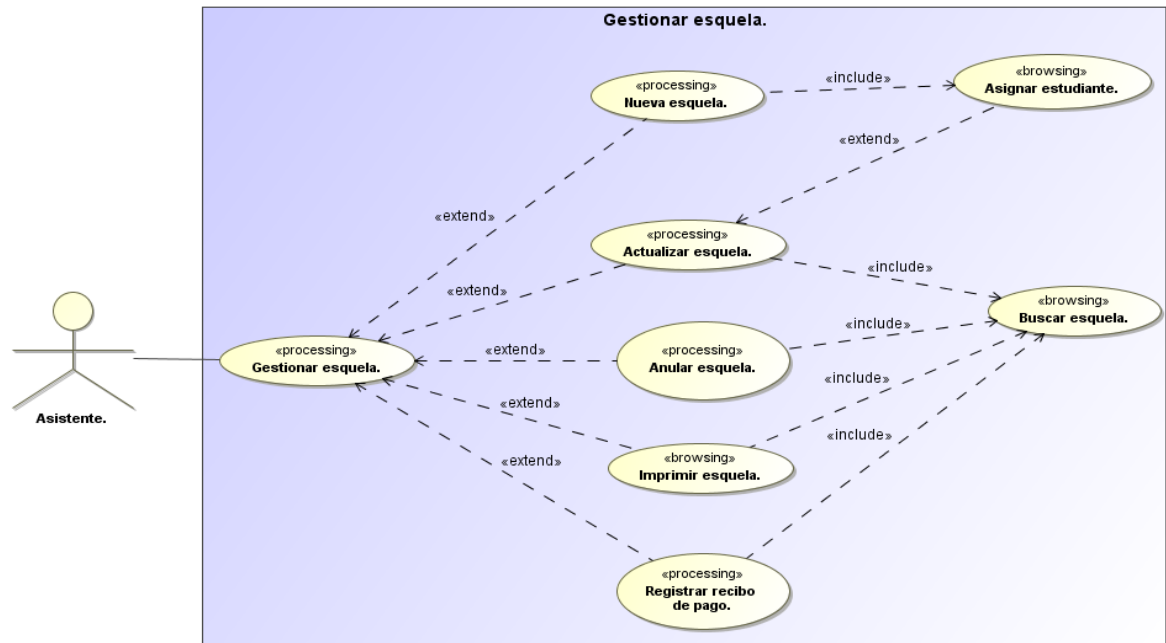 Gestionar esquela.
«processing»
Nueva esquela.
«include»
«browsing»
Asignar estudiante.
«extend»
«extend»
«processing»
Actualizar esquela.
«include»
«extend»
«browsing»
Buscar esquela.
«processing»
Gestionar esquela.
«extend»
«processing»
Anular esquela.
«include»
Asistente.
«include»
«extend»
«browsing»
Imprimir esquela.
«include»
«extend»
«processing»
Registrar recibo
de pago.